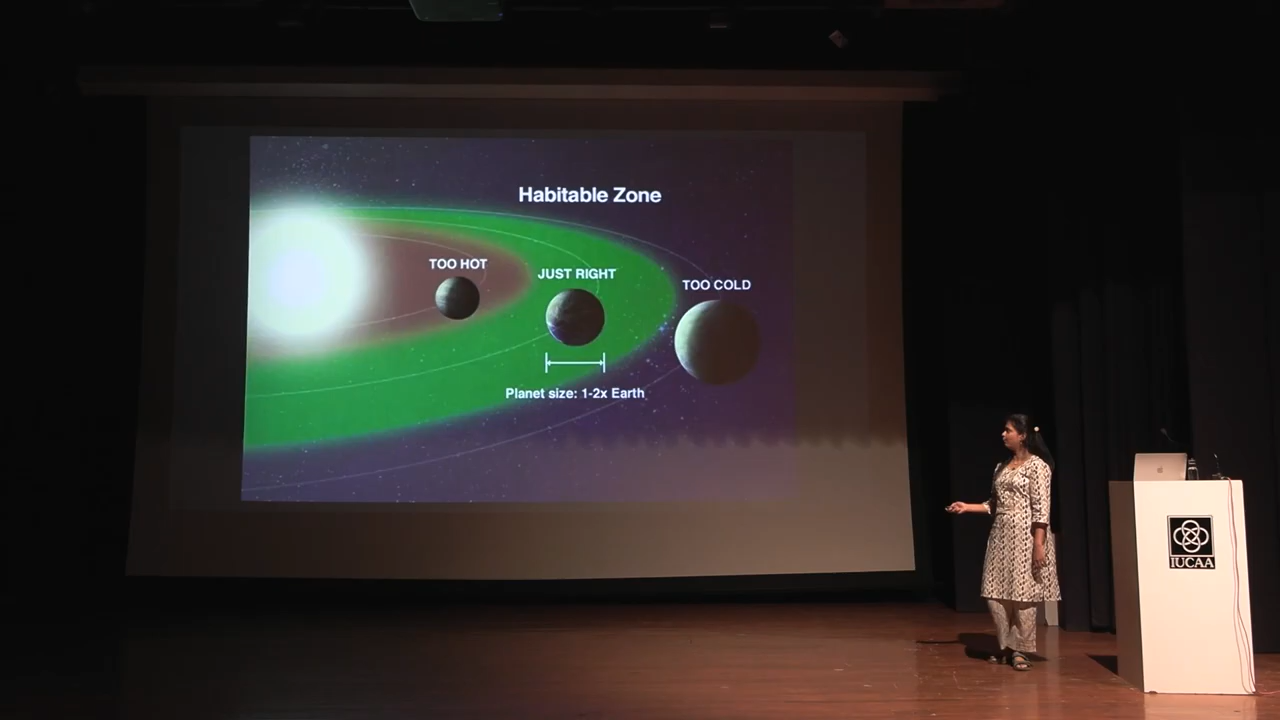 Habitable Zone
TOO HOT
JUST RIGHT
TOO COLD
Planet size: 1-2x Earth
IUCAA